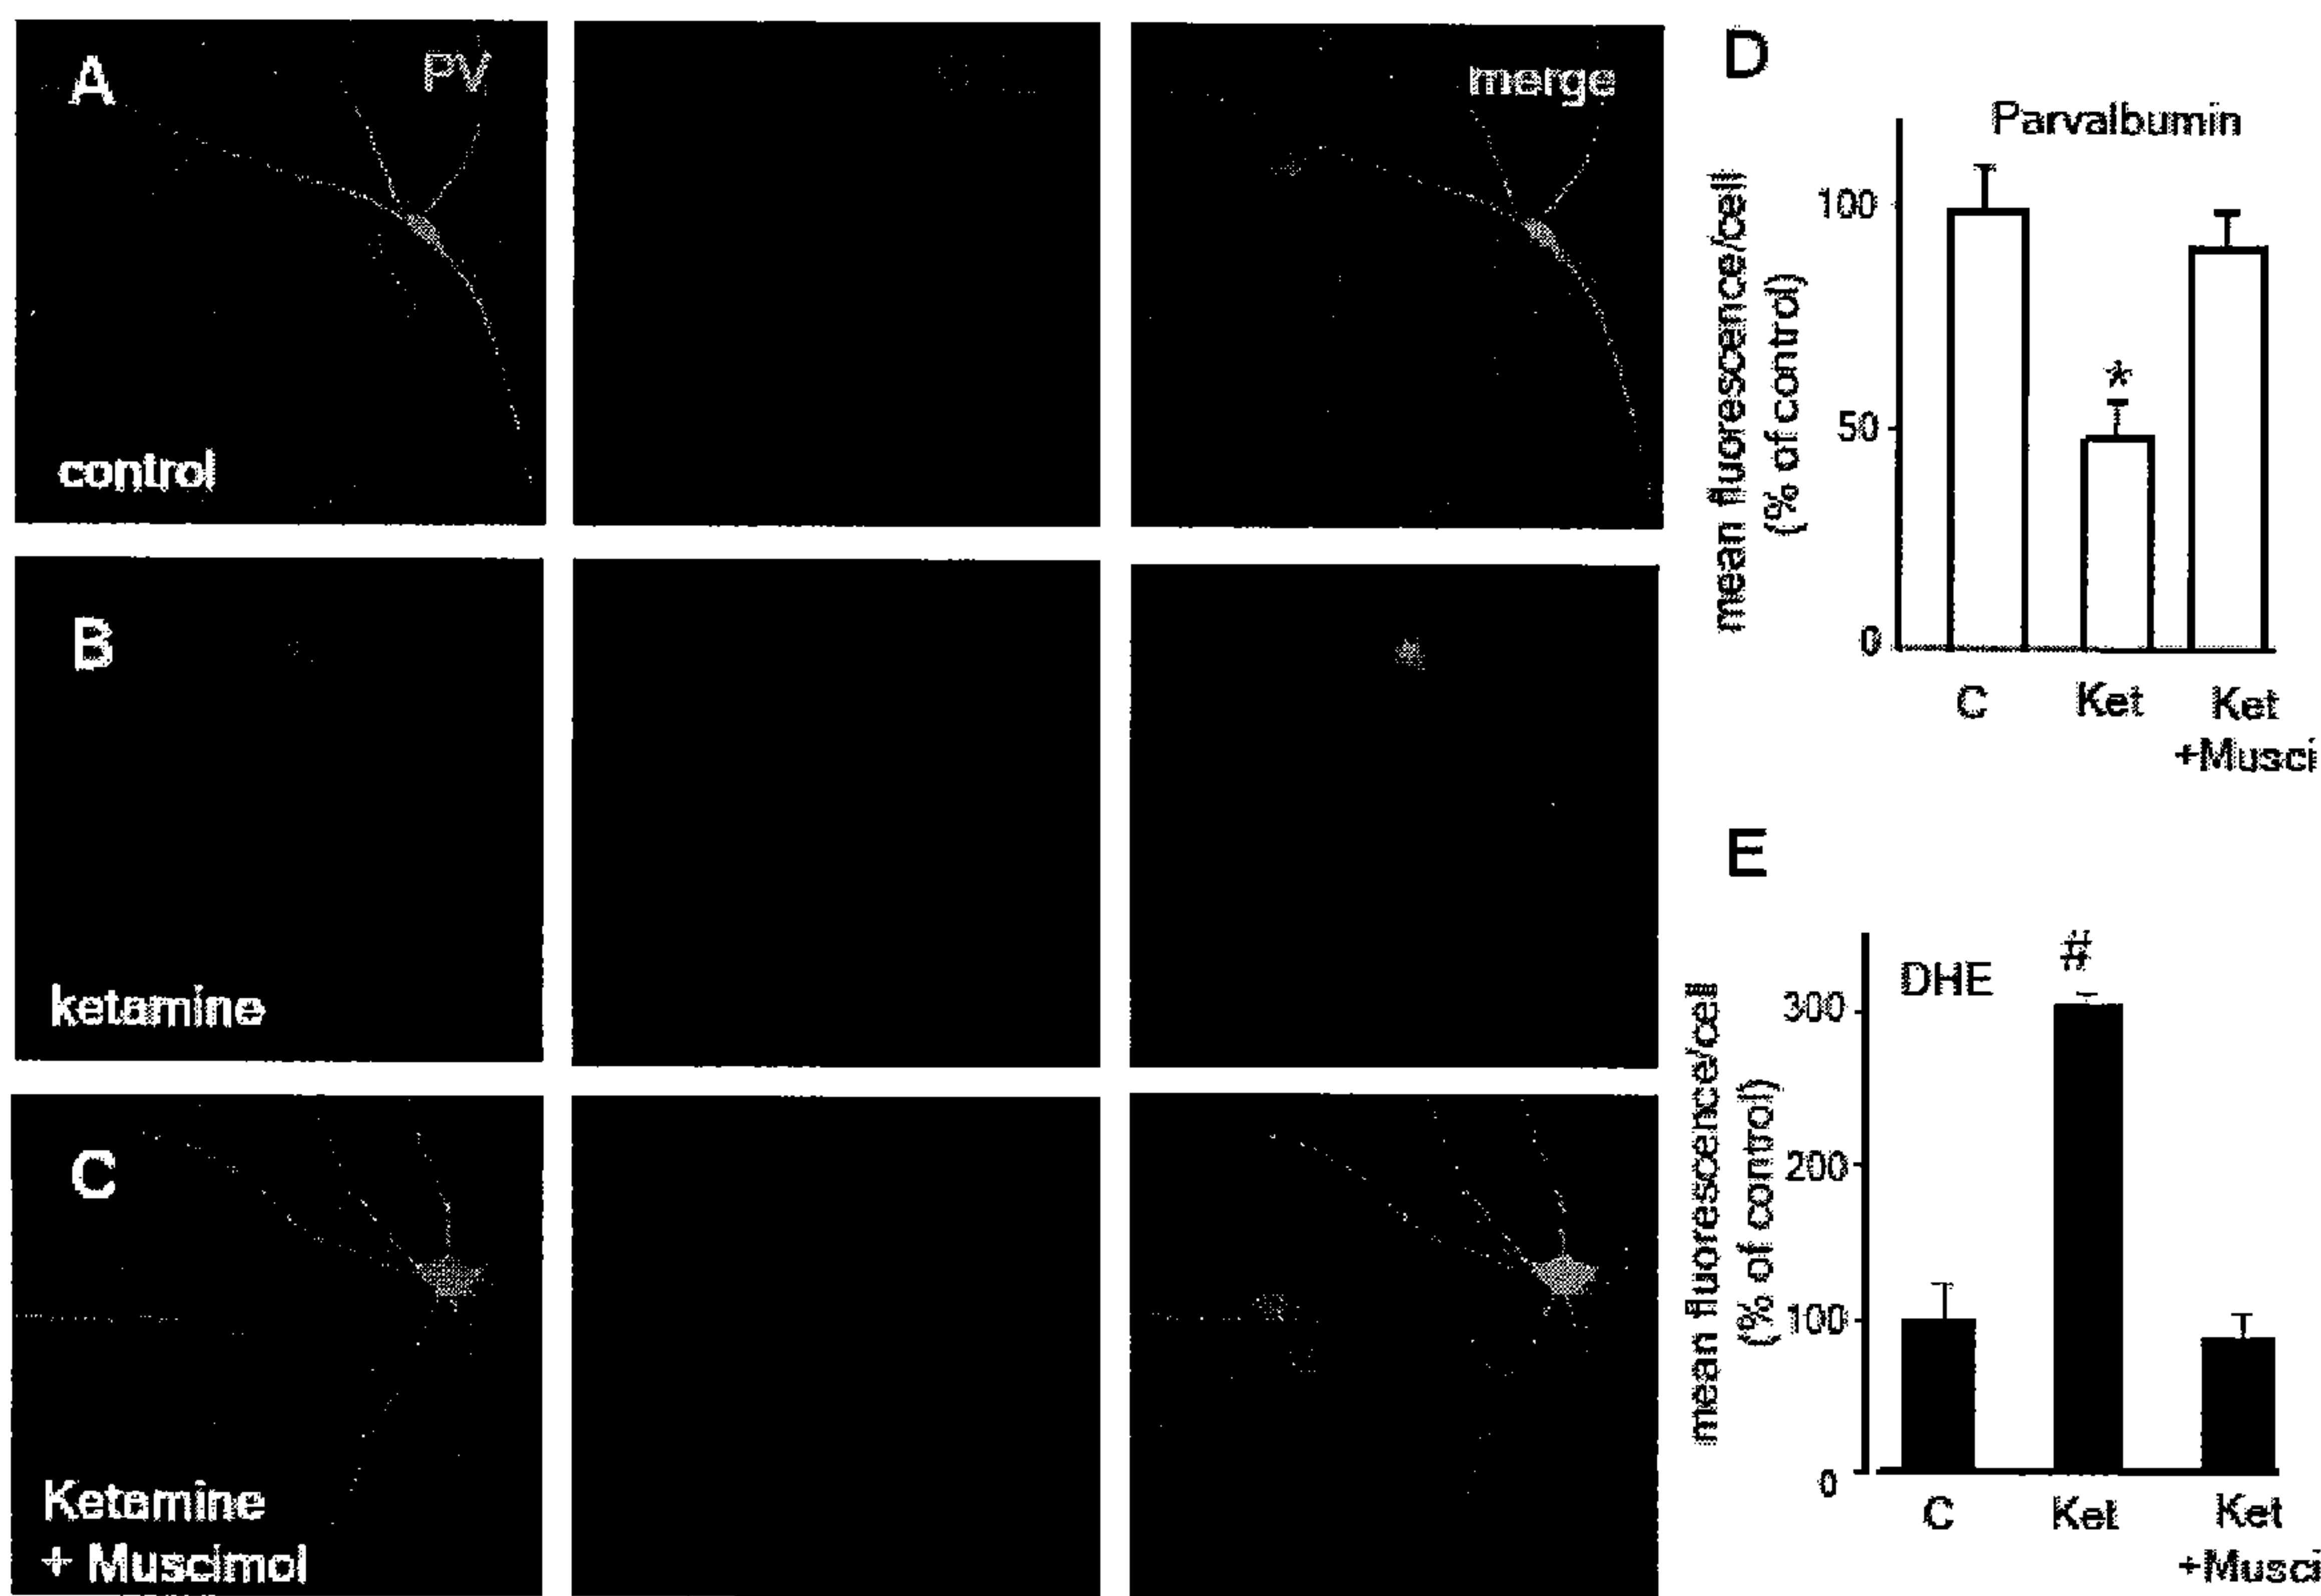 A
PV
merge
control
B
ketamine
C
Ketamine
+ Muscimol
D
Parvalbumin
mean fluorescence/cell
(% of control)
100
50
0
*
C
Ket
Ket
+Musci
E
DHE
#
mean fluorescence/cell
(% of control)
300
200
100
0
C
Ket
Ket
+Musci